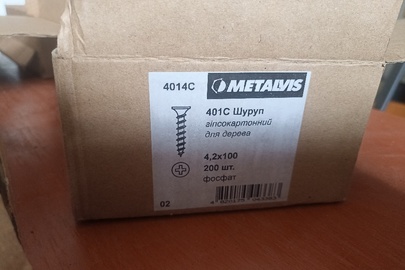 4014C METALVIS
401C Шуруп
гіпсокартонний
для дерева
4,2x100
200 шт.
фосфат
02